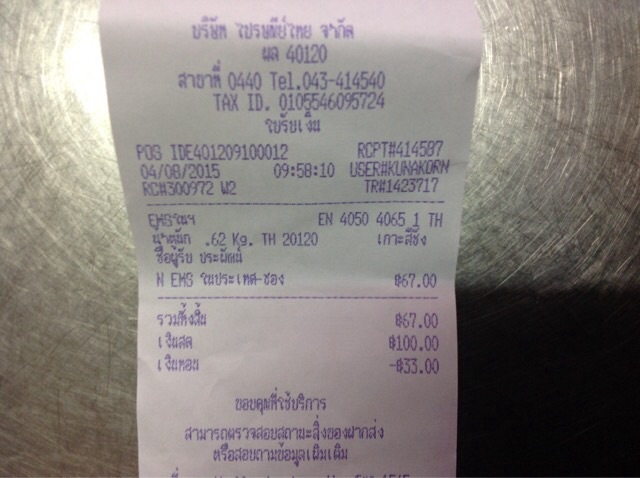 บริษัท ไปรษณีย์ไทย จำกัด
ผล 40120
สาขาที่ 0440 Tel.043-414540
TAX ID. 0105546095724
ใบรับเงิน
POS IDE401209100012 RCPT#414587
04/08/2015 09:58:10 USER#KUNAKORN
RC#300972 W2 TR#1423717
EMSในฯ EN 4050 4065 1 TH
น้ำหนัก .62 Kg. TH 20120 เกาะสีชัง
ชื่อผู้รับ ประผัดน์
N EMS ในประเทศ-ซอง ฿67.00
รวมทั้งสิ้น ฿67.00
เงินสด ฿100.00
เงินทอน -฿33.00
ขอบคุณที่ใช้บริการ
สามารถตรวจสอบสถานะสิ่งของฝากส่ง
หรือสอบถามข้อมูลเพิ่มเติม